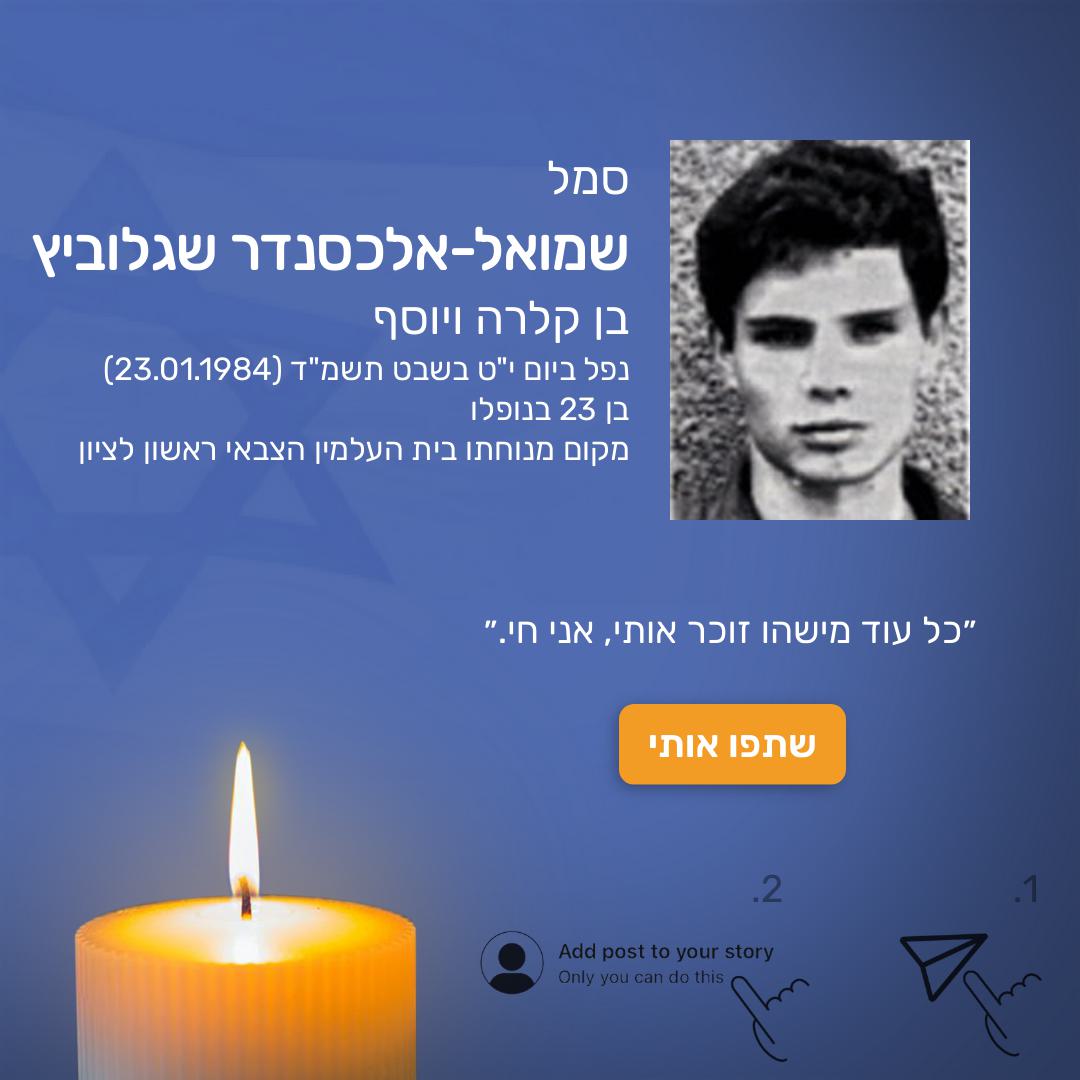 סמל
שמואל-אלכסנדר שגלוביץ
בן קלרה ויוסף
נפל ביום י"ט בשבט תשמ"ד (23.01.1984)
בן 23 בנופלו
מקום מנוחתו בית העלמין הצבאי ראשון לציון
״כל עוד מישהו זוכר אותי, אני חי.״
שתפו אותי
1.
2.
Add post to your story
Only you can do this